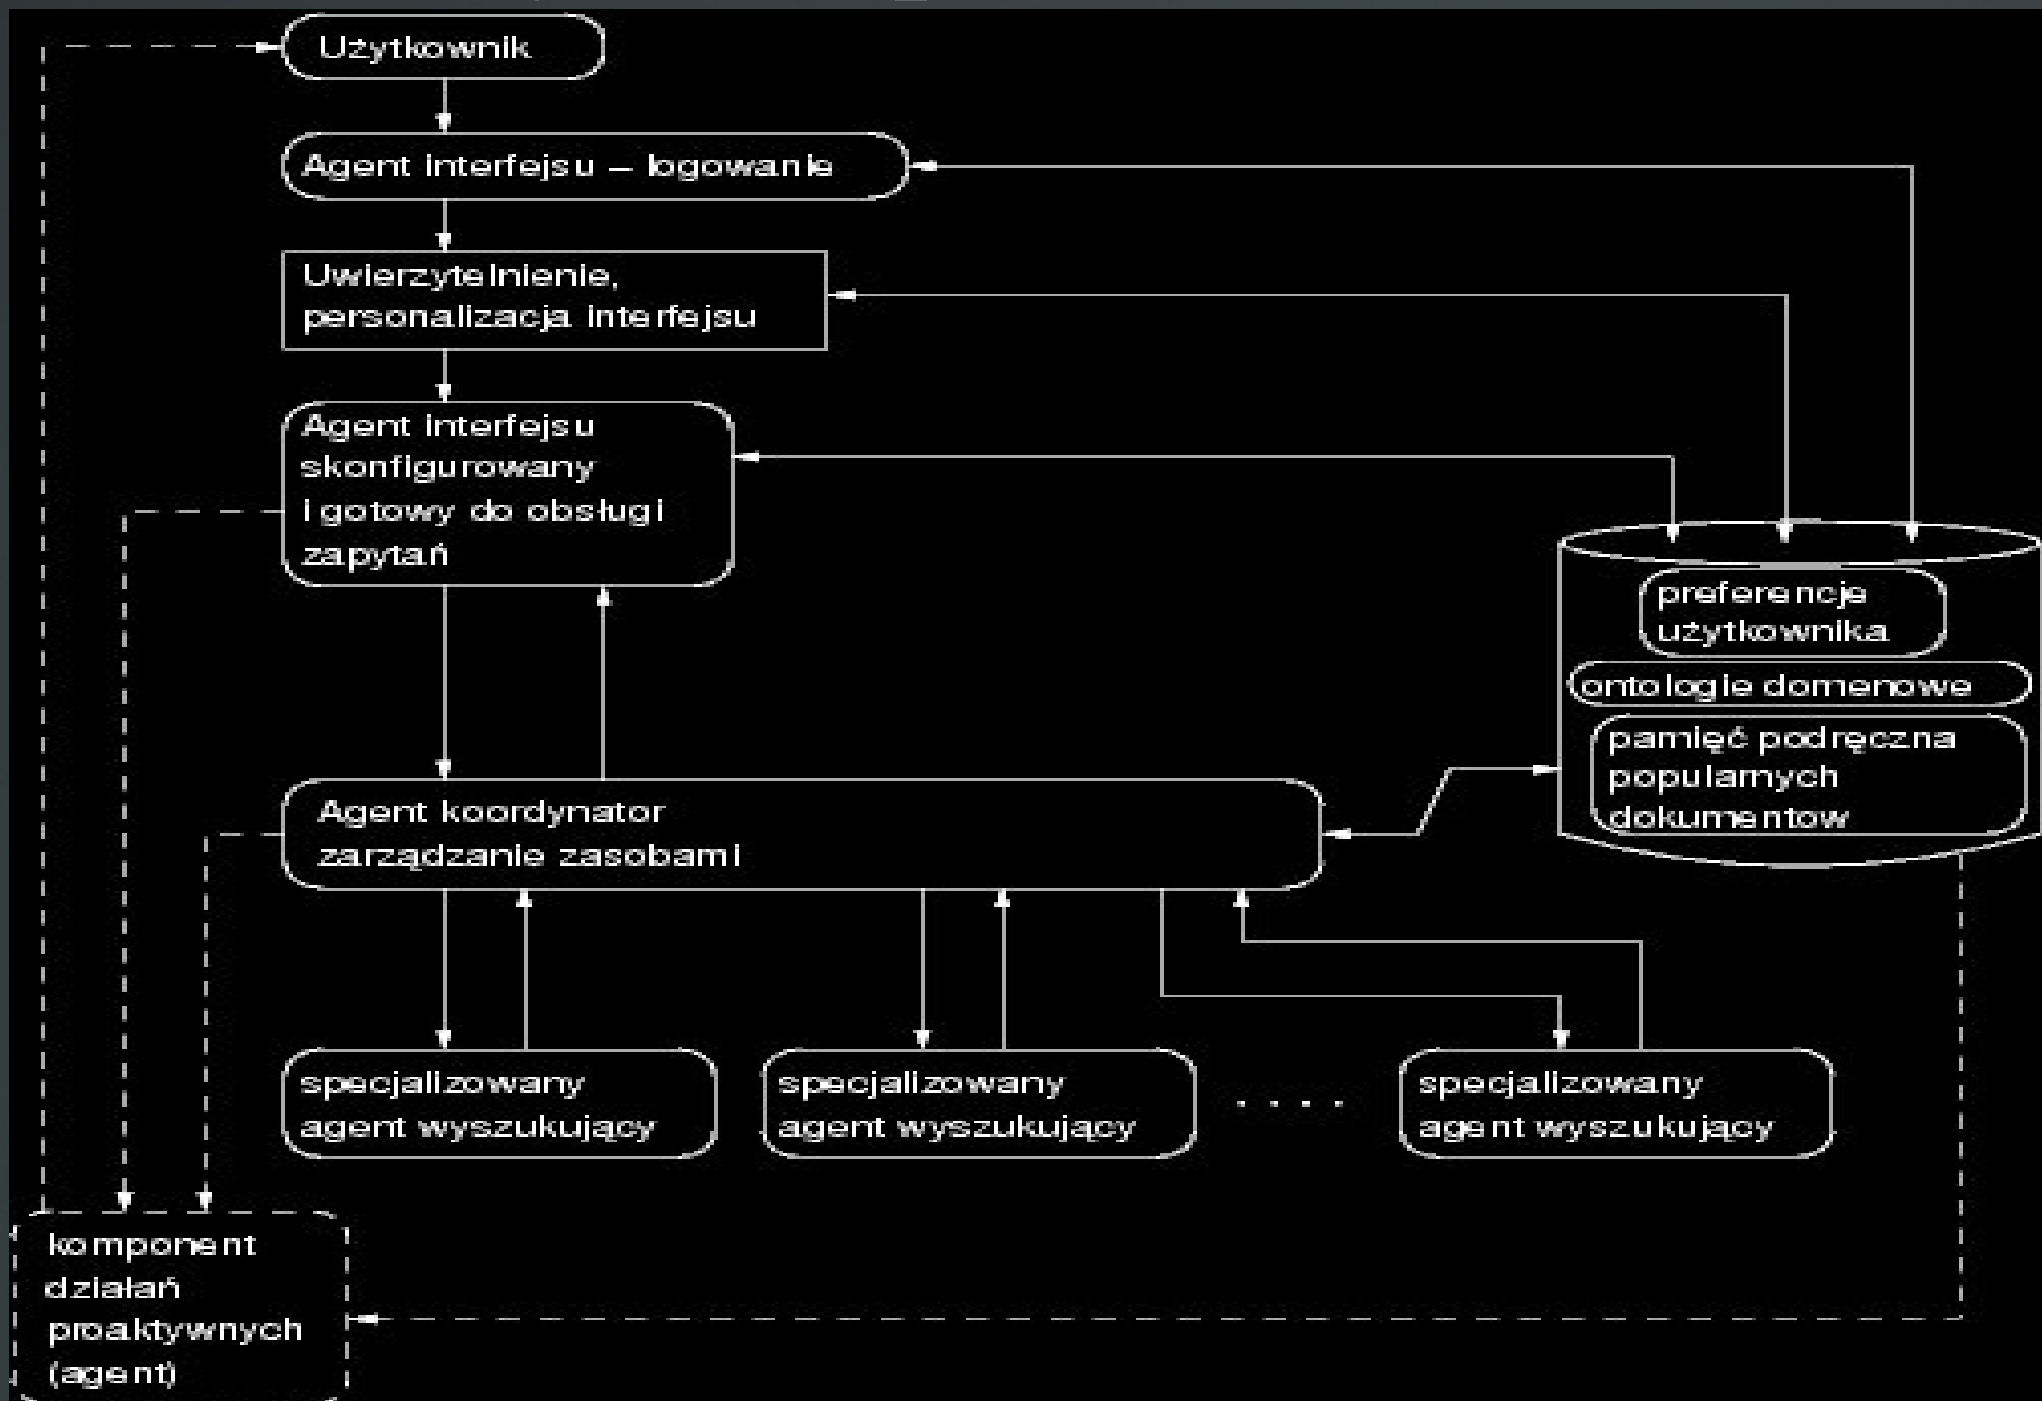 Użytkownik
Agent interfejsu – logowanie
Uwierzytelnienie,
personalizacja interfejsu
Agent interfejsu
skonfigurowany
i gotowy do obsługi
zapytań
preferencje
użytkownika
ontologie domenowe
pamięć podręczna
popularnych
dokumentow
Agent koordynator
zarządzanie zasobami
specjalizowany
agent wyszukujący
specjalizowany
agent wyszukujący
. . . .
specjalizowany
agent wyszukujący
komponent
działań
proaktywnych
(agent)